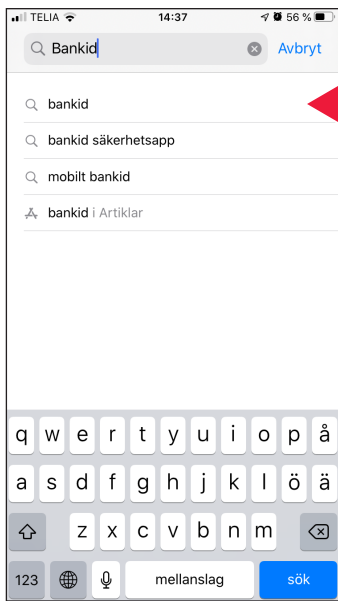 TELIA 14:37 56 %
Bankid Avbryt
bankid
bankid säkerhetsapp
mobilt bankid
bankid i Artiklar
q w e r t y u i o p å
a s d f g h j k l ö ä
z x c v b n m
123 mellanslag sök